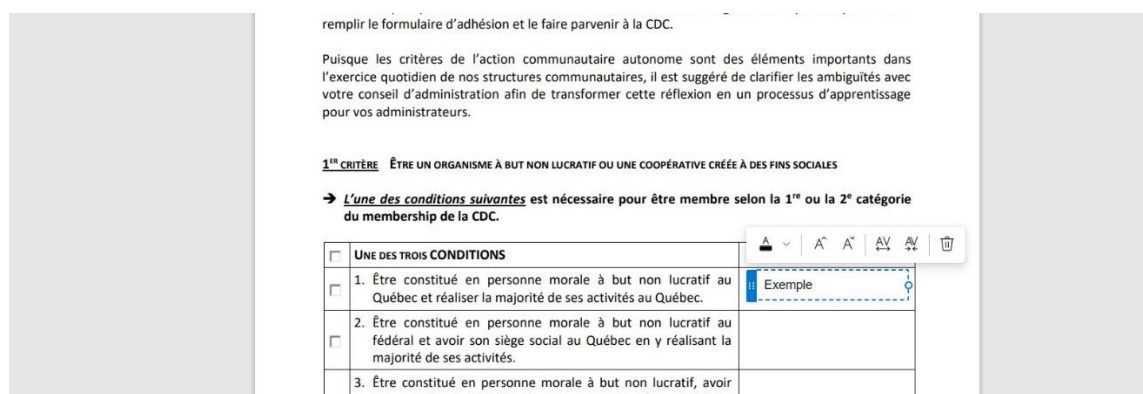 remplir le formulaire d’adhésion et le faire parvenir à la CDC.
Puisque les critères de l’action communautaire autonome sont des éléments importants dans
l’exercice quotidien de nos structures communautaires, il est suggéré de clarifier les ambiguïtés avec
votre conseil d’administration afin de transformer cette réflexion en un processus d’apprentissage
pour vos administrateurs.
1ER CRITÈRE ÊTRE UN ORGANISME À BUT NON LUCRATIF OU UNE COOPÉRATIVE CRÉÉE À DES FINS SOCIALES
➔ L’une des conditions suivantes est nécessaire pour être membre selon la 1re ou la 2e catégorie
du membership de la CDC.
UNE DES TROIS CONDITIONS
1. Être constitué en personne morale à but non lucratif au
Québec et réaliser la majorité de ses activités au Québec.
Exemple
2. Être constitué en personne morale à but non lucratif au
fédéral et avoir son siège social au Québec en y réalisant la
majorité de ses activités.
3. Être constitué en personne morale à but non lucratif, avoir